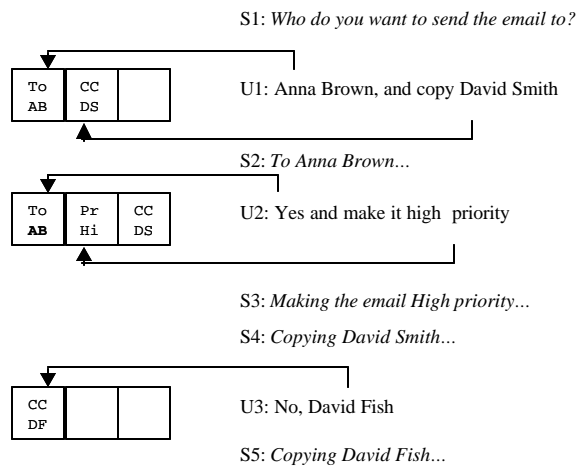 S1: Who do you want to send the email to?
To CC
AB DS
U1: Anna Brown, and copy David Smith
S2: To Anna Brown…
To Pr CC
AB Hi DS
U2: Yes and make it high priority
S3: Making the email High priority…
S4: Copying David Smith…
CC
DF
U3: No, David Fish
S5: Copying David Fish…